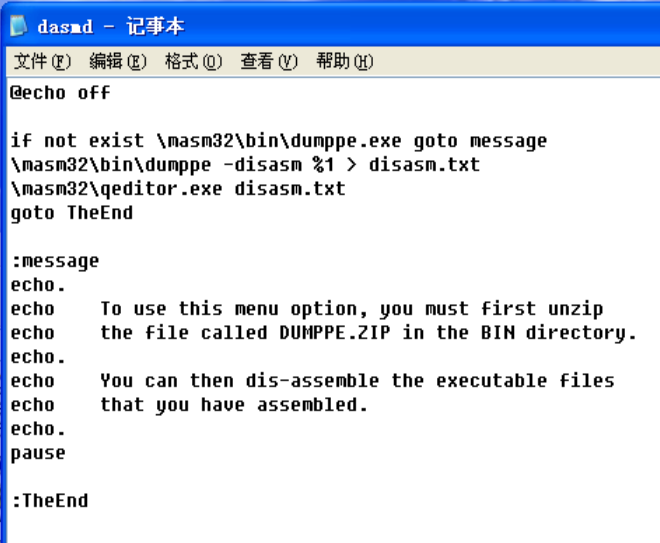 dasmd - 记事本
文件(F) 编辑(E) 格式(O) 查看(V) 帮助(H)
@echo off
if not exist \masm32\bin\dumppe.exe goto message
\masm32\bin\dumppe -disasm %1 > disasm.txt
\masm32\qeditor.exe disasm.txt
goto TheEnd
:message
echo.
echo    To use this menu option, you must first unzip
echo    the file called DUMPPE.ZIP in the BIN directory.
echo.
echo    You can then dis-assemble the executable files
echo    that you have assembled.
echo.
pause
:TheEnd